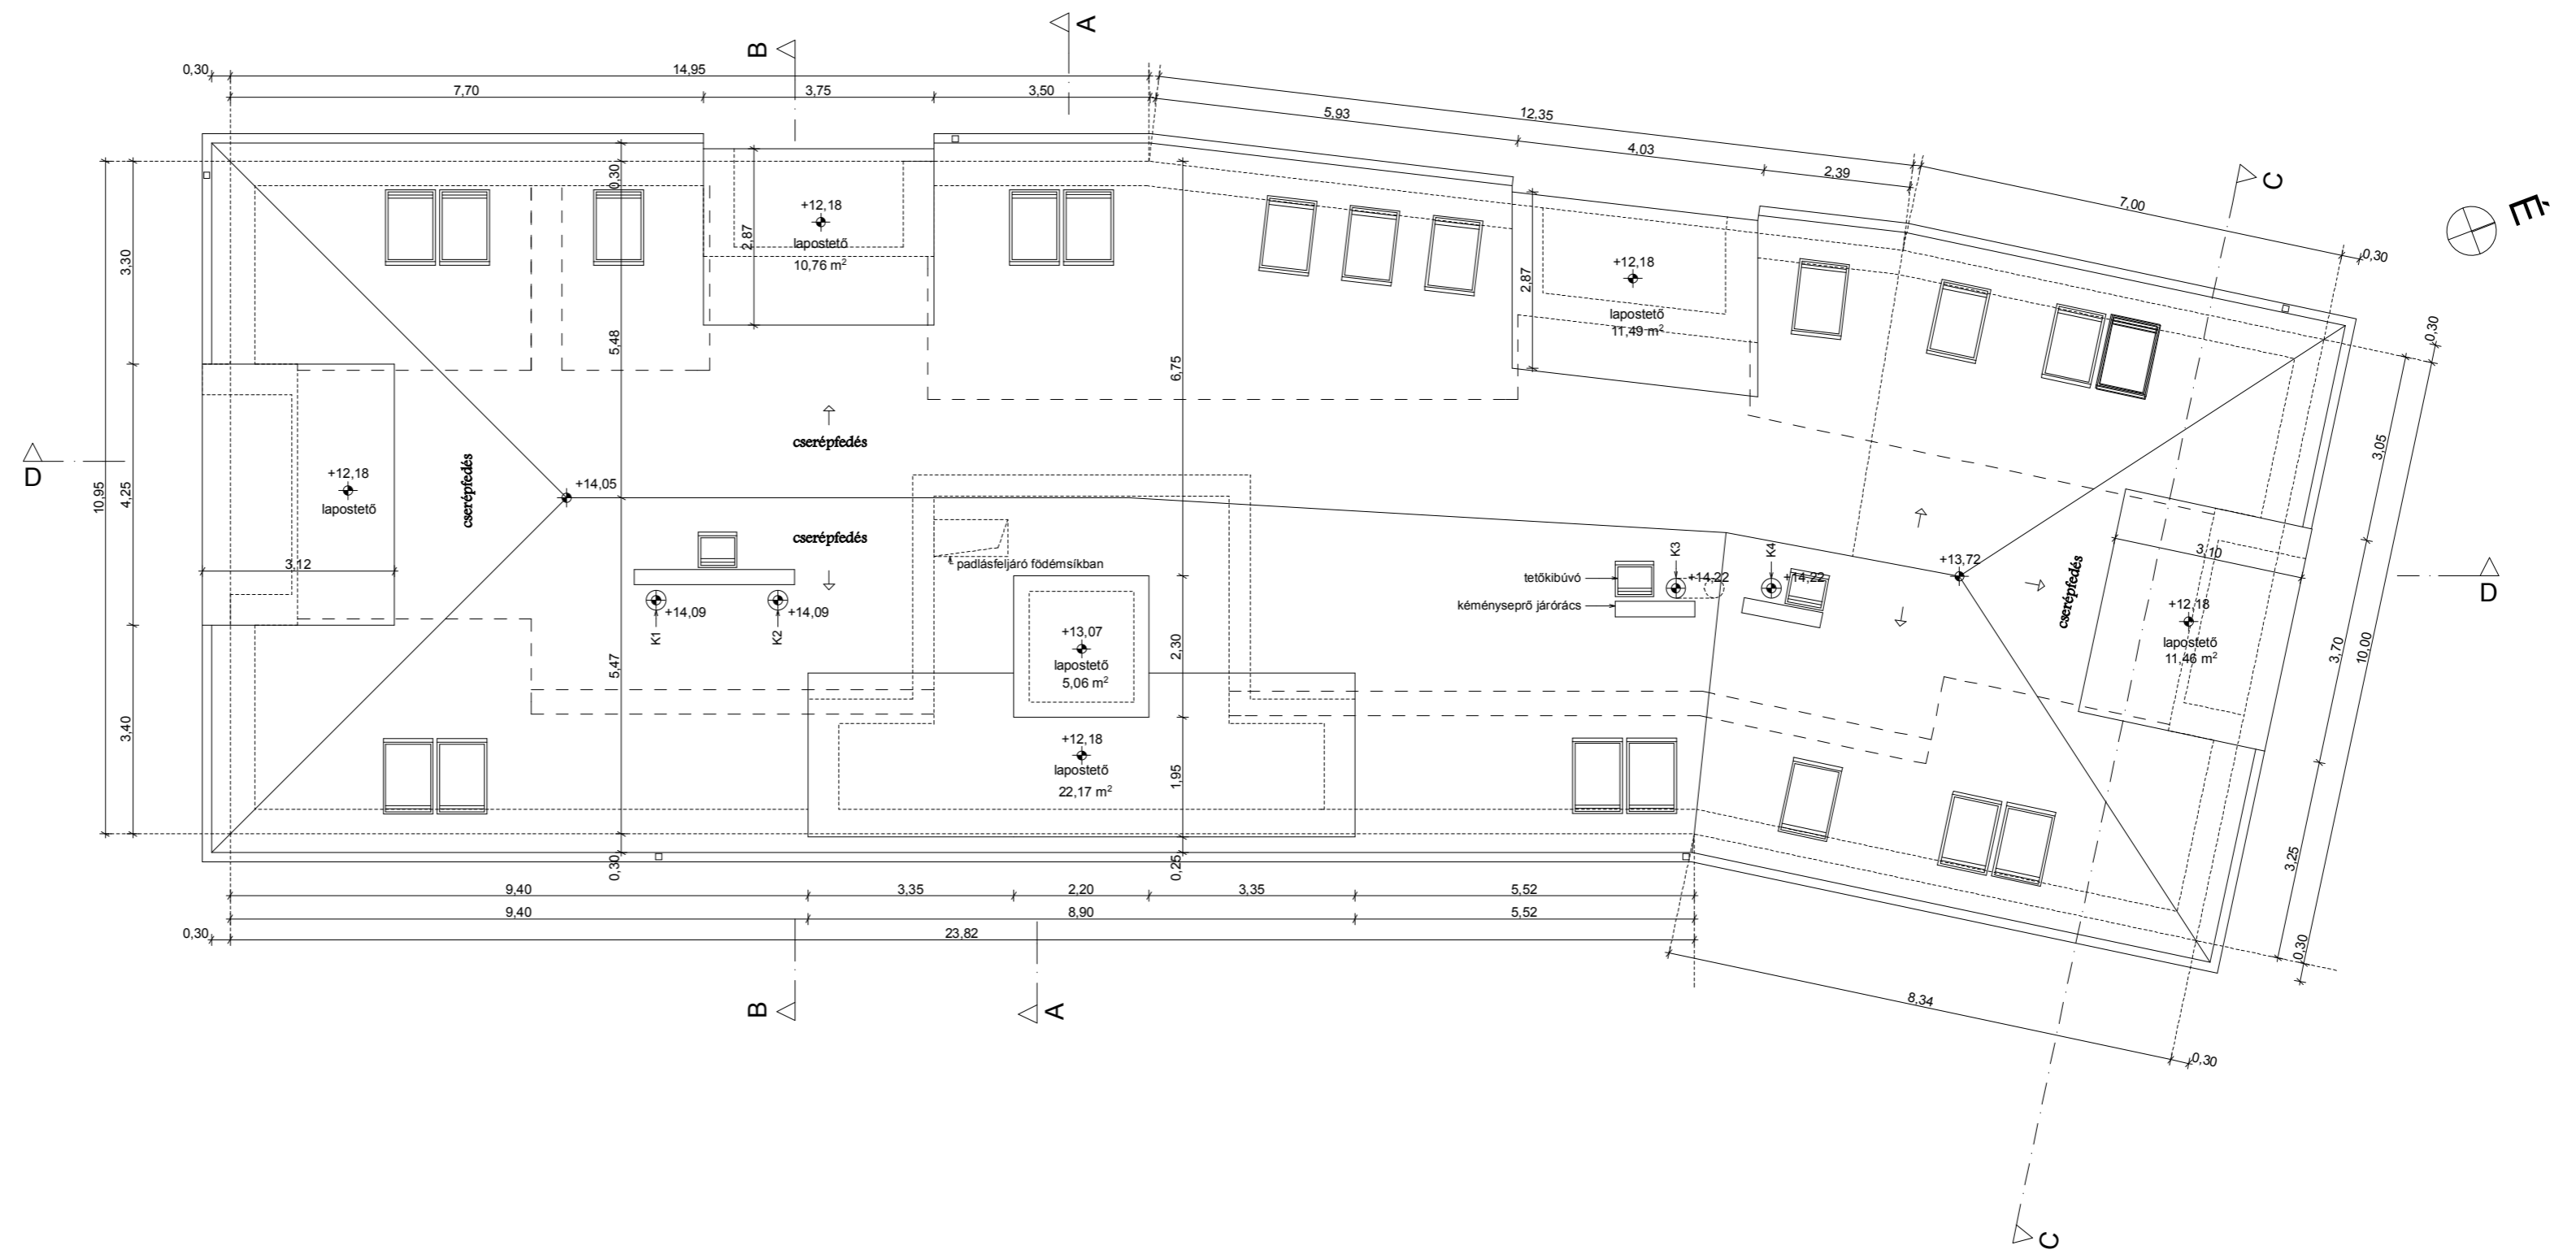 A
B
0,30
14,95
7,70
3,75
3,50
12,35
5,93
4,03
2,39
7,00
0,30
C
É
0,30
+12,18
lapostető
10,76 m²
2,87
+12,18
lapostető
11,49 m²
2,87
3,30
5,48
6,75
0,30
3,05
cserépfedés
cserépfedés
D
10,95
4,25
+12,18
lapostető
3,12
+14,05
cserépfedés
padlásfeljáró födémsíkban
K1
+14,09
K2
+14,09
tetőkibúvó
kéményseprő járórács
K3
+14,22
K4
+14,22
+13,72
cserépfedés
3,10
+12,18
lapostető
11,46 m²
D
3,70
10,00
+13,07
lapostető
5,06 m²
2,30
5,47
3,40
+12,18
lapostető
22,17 m²
1,95
0,30
0,25
3,25
0,30
9,40
3,35
2,20
3,35
5,52
9,40
8,90
5,52
0,30
23,82
8,34
0,30
B
A
C